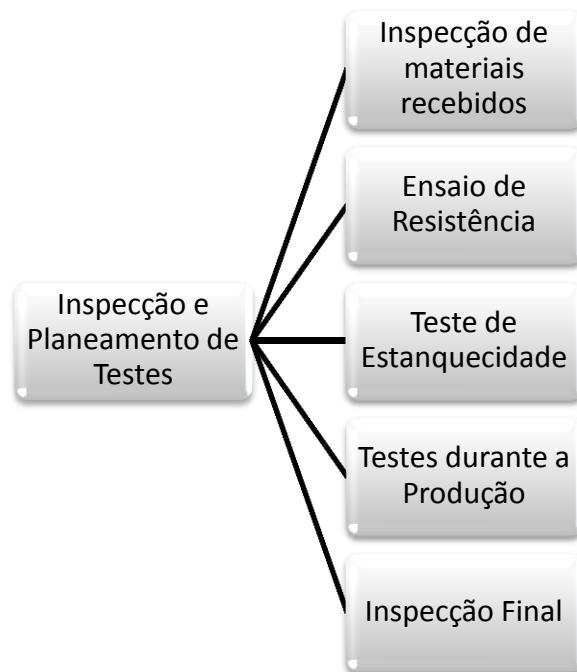 Inspecção de
materiais
recebidos
Ensaio de
Resistência
Inspecção e
Planeamento de
Testes
Teste de
Estanquecidade
Testes durante a
Produção
Inspecção Final